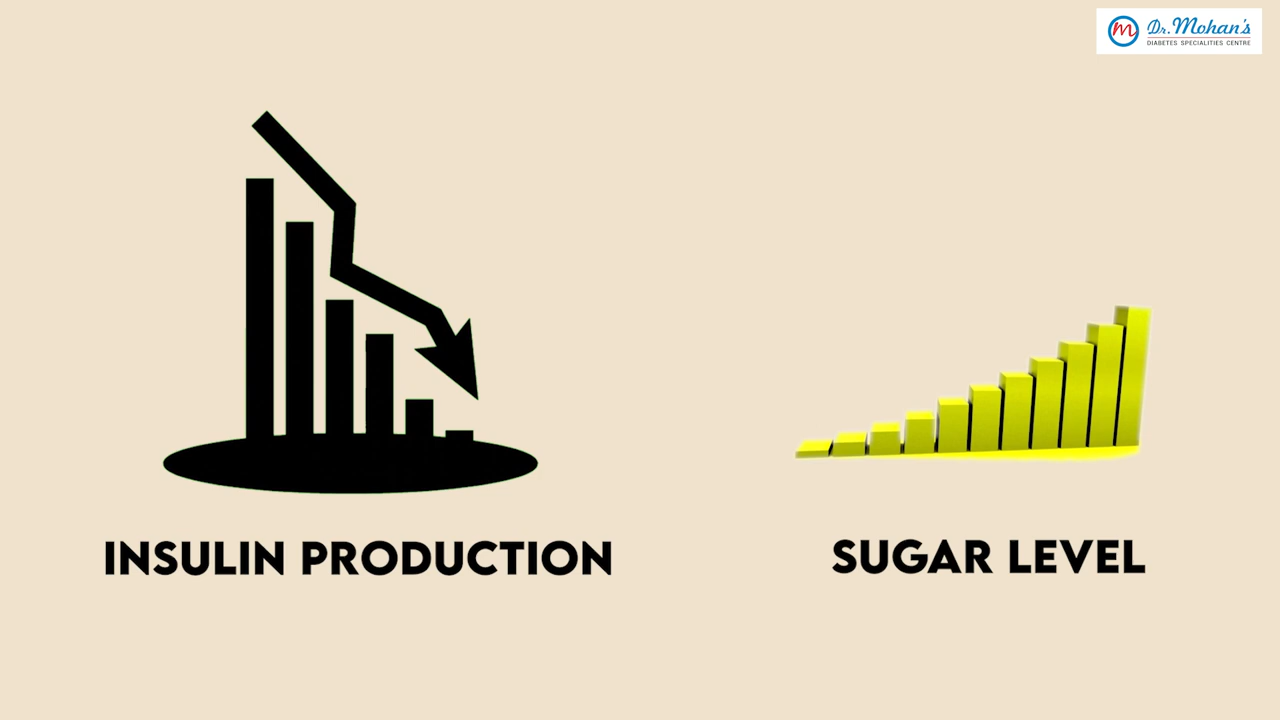 Dr. Mohan's
DIABETES SPECIALITIES CENTRE
INSULIN PRODUCTION
SUGAR LEVEL